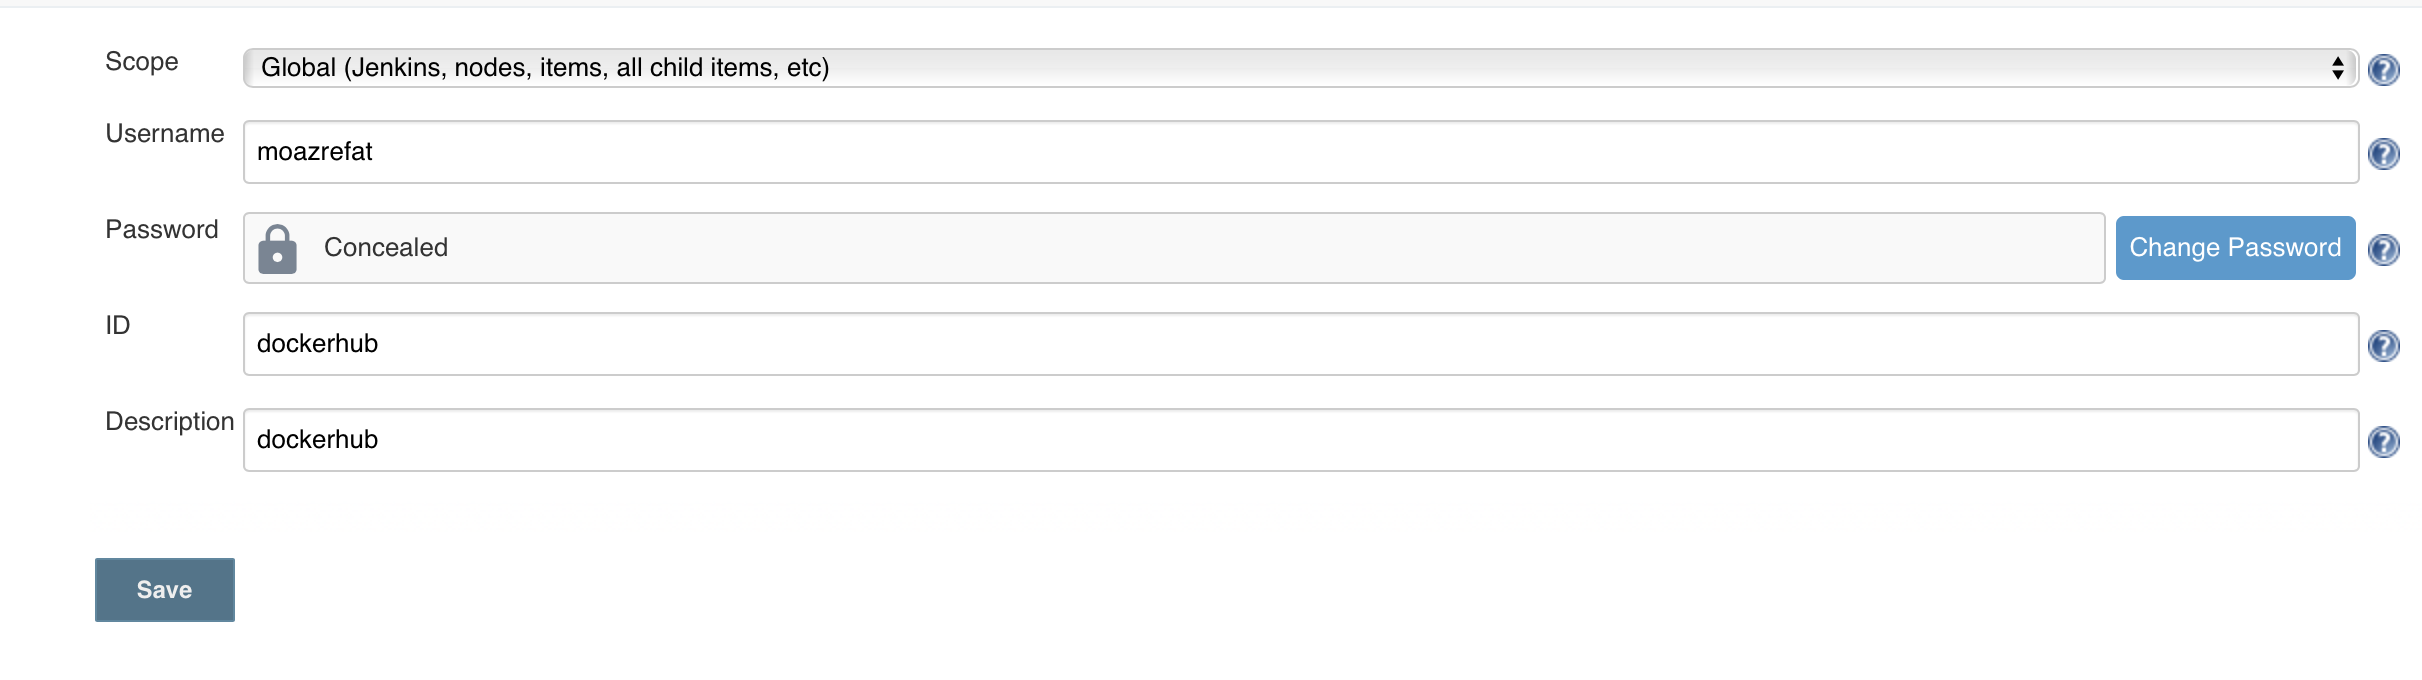 Scope
Global (Jenkins, nodes, items, all child items, etc)
Username
moazrefat
Password
Concealed
Change Password
ID
dockerhub
Description
dockerhub
Save